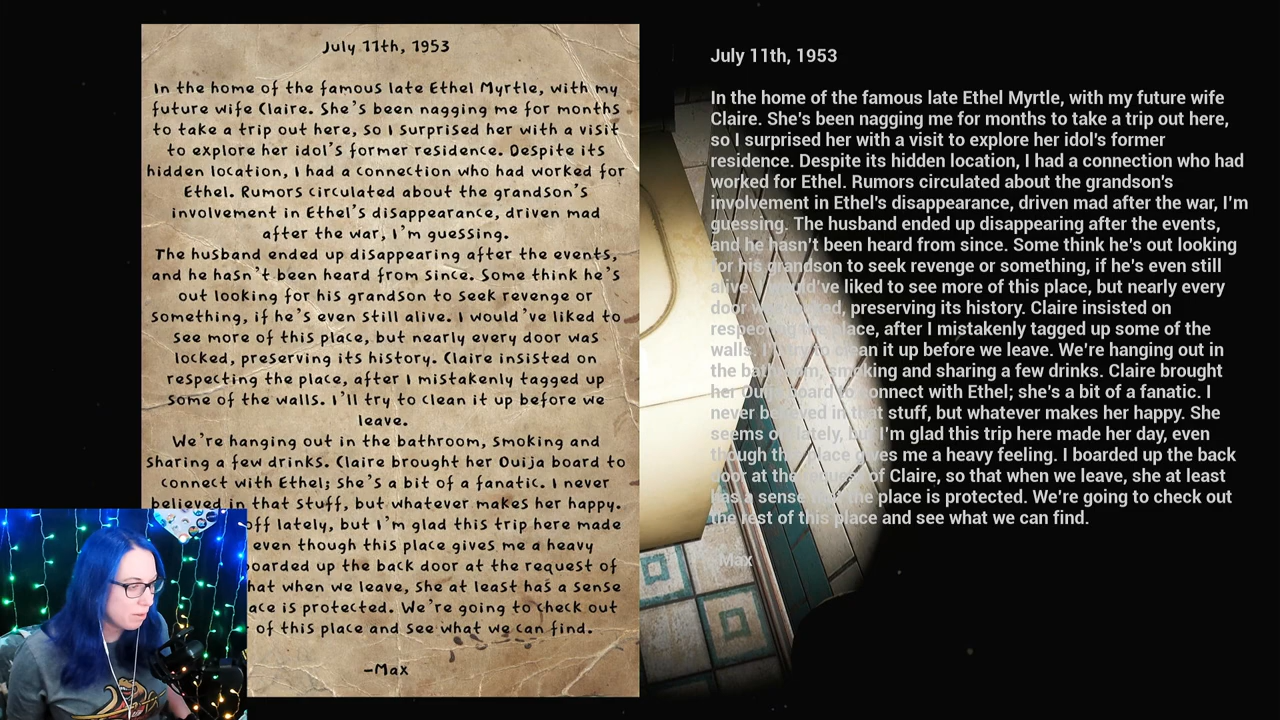 July 11th, 1953
In the home of the famous late Ethel Myrtle, with my
future wife Claire. She's been nagging me for months
to take a trip out here, so I surprised her with a visit
to explore her idol's former residence. Despite its
hidden location, I had a connection who had worked for
Ethel. Rumors circulated about the grandson's
involvement in Ethel's disappearance, driven mad
after the war, I'm guessing.
The husband ended up disappearing after the events,
and he hasn't been heard from since. Some think he's
out looking for his grandson to seek revenge or
something, if he's even still alive. I would've liked to
see more of this place, but nearly every door was
locked, preserving its history. Claire insisted on
respecting the place, after I mistakenly tagged up
some of the walls. I'll try to clean it up before we
leave.
We're hanging out in the bathroom, smoking and
sharing a few drinks. Claire brought her Ouija board to
connect with Ethel; she's a bit of a fanatic. I never
believed in that stuff, but whatever makes her happy.
off lately, but I'm glad this trip here made
even though this place gives me a heavy
boarded up the back door at the request of
hat when we leave, she at least has a sense
ace is protected. We're going to check out
of this place and see what we can find.
-Max
July 11th, 1953
In the home of the famous late Ethel Myrtle, with my future wife
Claire. She's been nagging me for months to take a trip out here,
so I surprised her with a visit to explore her idol's former
residence. Despite its hidden location, I had a connection who had
worked for Ethel. Rumors circulated about the grandson's
involvement in Ethel's disappearance, driven mad after the war, I'm
guessing. The husband ended up disappearing after the events,
and he hasn't been heard from since. Some think he's out looking
for his grandson to seek revenge or something, if he's even still
alive. I would've liked to see more of this place, but nearly every
door was locked, preserving its history. Claire insisted on
respecting the place, after I mistakenly tagged up some of the
walls. I'll try to clean it up before we leave. We're hanging out in
the bathroom, smoking and sharing a few drinks. Claire brought
her Ouija board to connect with Ethel; she's a bit of a fanatic. I
never believed in that stuff, but whatever makes her happy. She
seems off lately, but I'm glad this trip here made her day, even
though this place gives me a heavy feeling. I boarded up the back
door at the request of Claire, so that when we leave, she at least
has a sense that the place is protected. We're going to check out
the rest of this place and see what we can find.
-Max